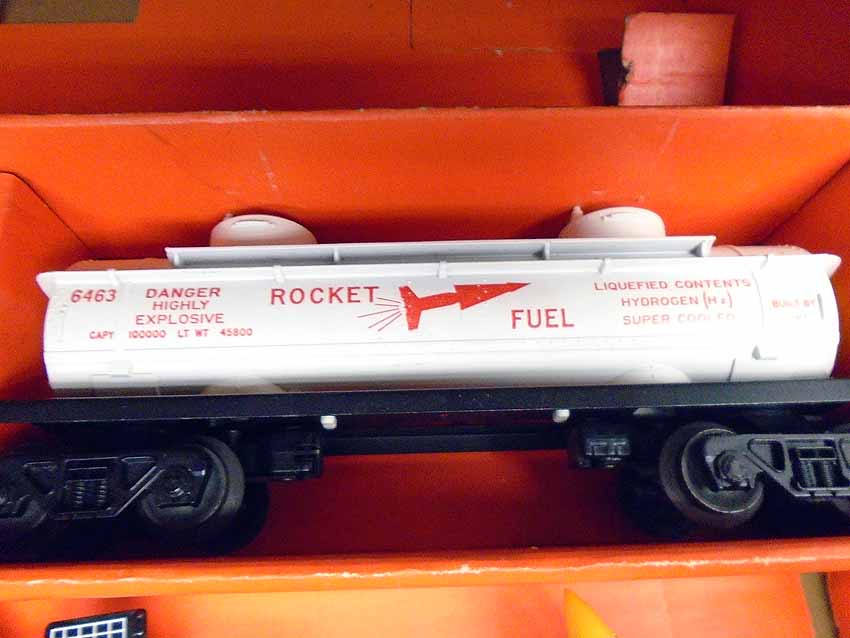 6463
DANGER
HIGHLY
EXPLOSIVE
CAPY 100000 LT WT 45800
ROCKET
FUEL
LIQUEFIED CONTENTS
HYDROGEN (H2)
SUPER COOLED
BUILT BY